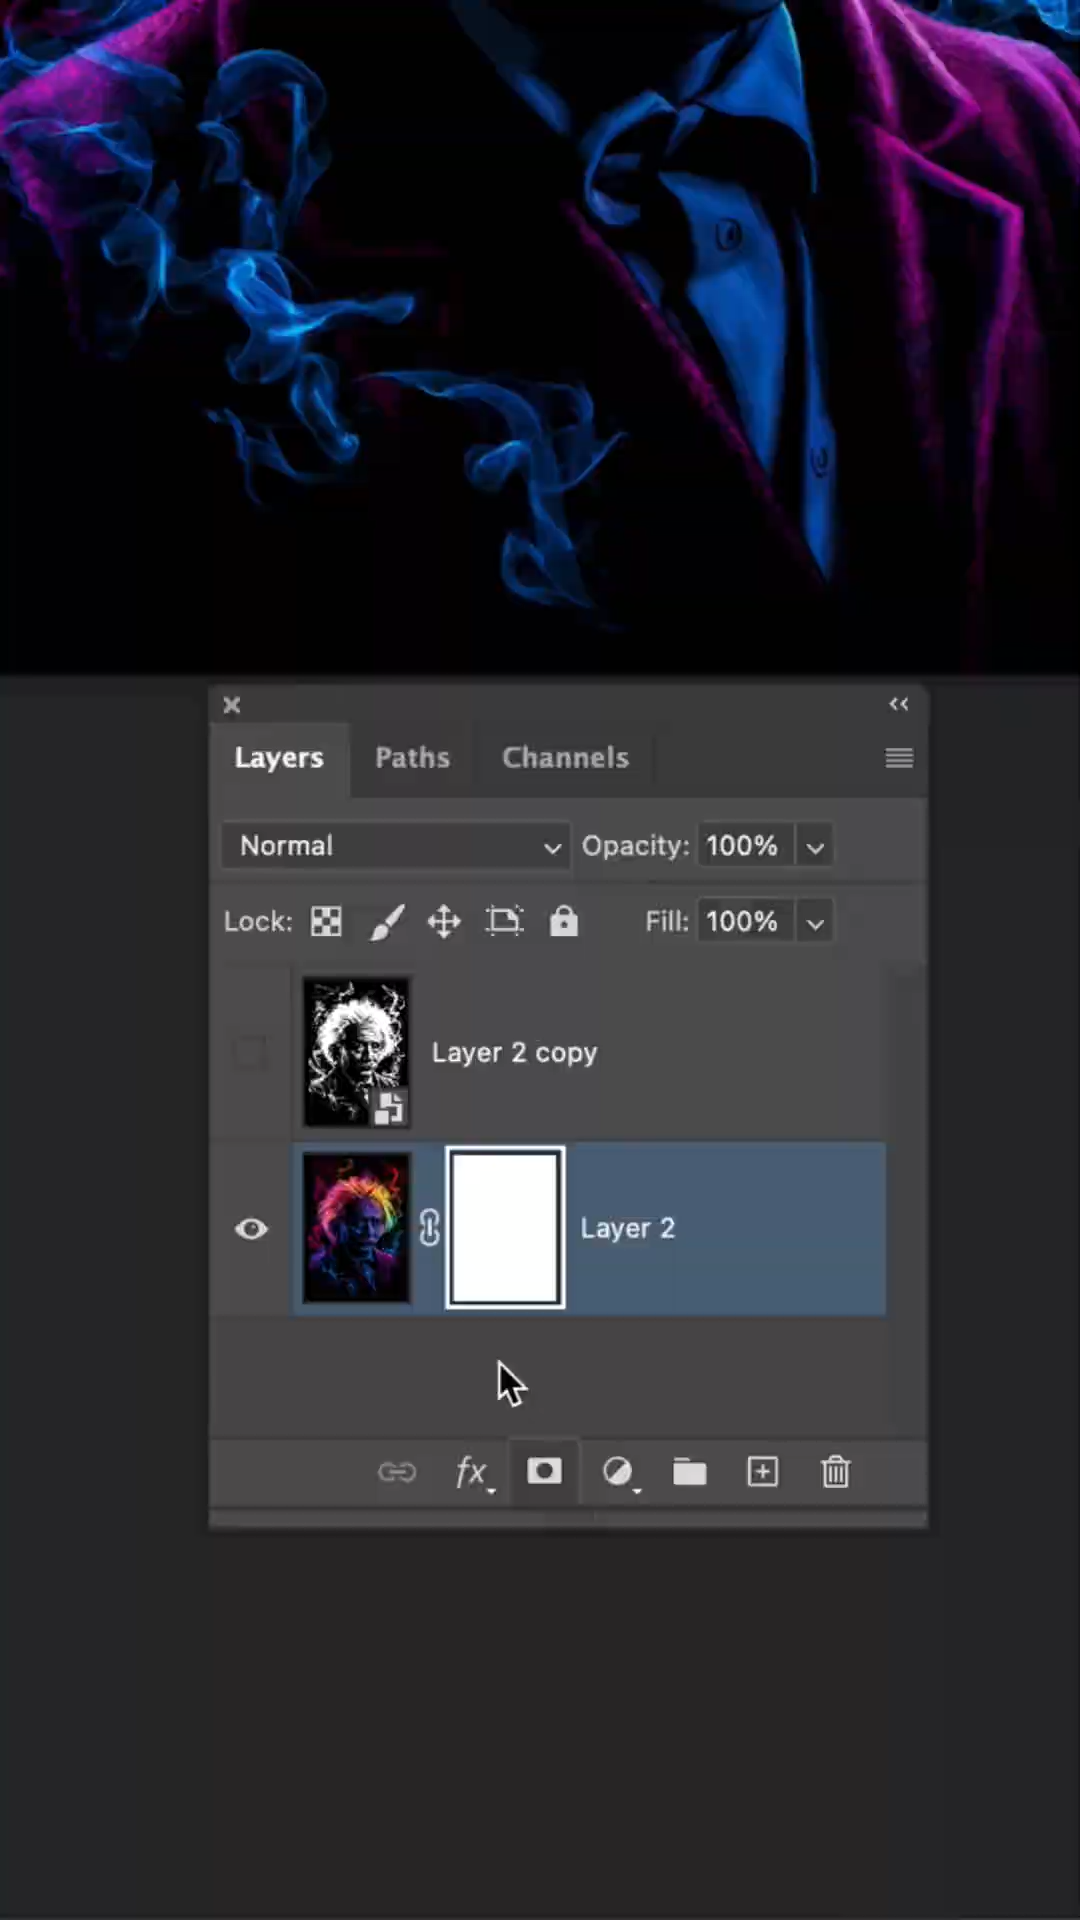 Layers Paths Channels
Normal Opacity: 100%
Lock: Fill: 100%
Layer 2 copy
Layer 2
fx